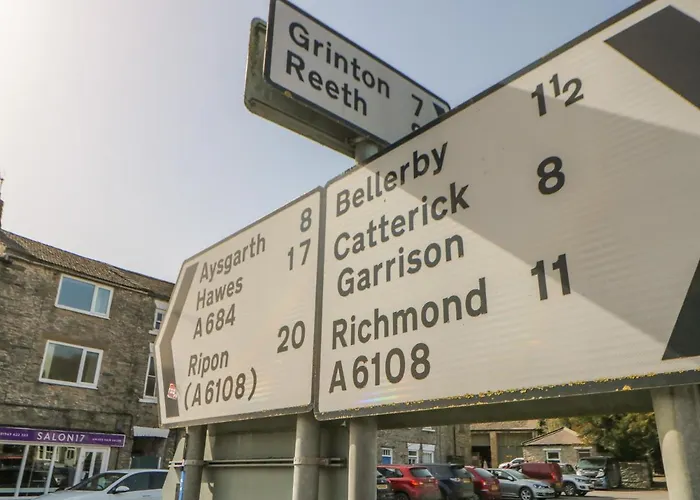 Grinton 7
Reeth
Aysgarth 8
Hawes 17
A684
Ripon 20
(A6108)
Bellerby 1½
Catterick
Garrison 8
Richmond 11
A6108
SALON17